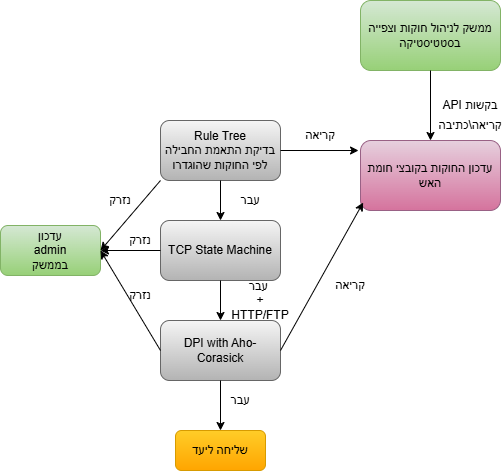 ממשק לניהול חוקות וצפייה
בסטטיסטיקה
בקשות API
קריאה\כתיבה
Rule Tree
בדיקת התאמת החבילה
לפי החוקות שהוגדרו
קריאה
עדכון החוקות בקובצי חומת
האש
נזרק
עבר
עדכון
admin
בממשק
נזרק
TCP State Machine
נזרק
עבר
+
HTTP/FTP
קריאה
DPI with Aho-
Corasick
עבר
שליחה ליעד